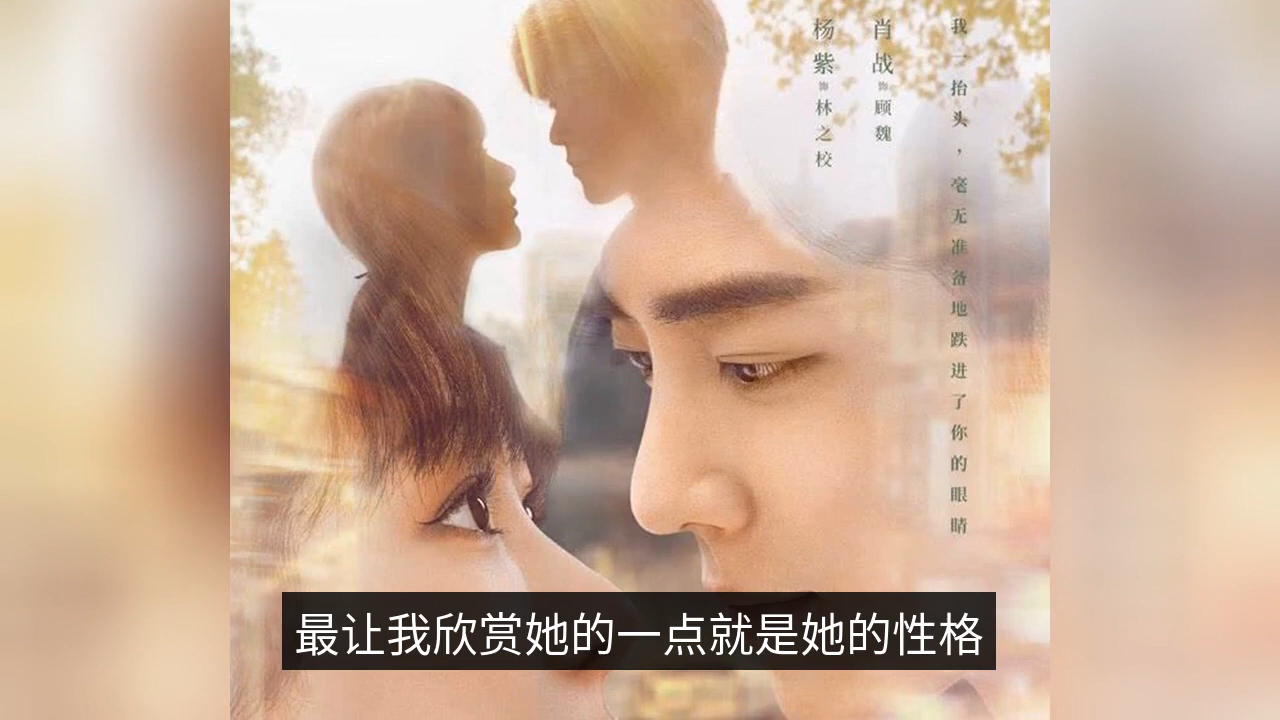 我一抬头，毫无准备地跌进了你的眼睛
肖战 饰 顾魏
杨紫 饰 林之校
最让我欣赏她的一点就是她的性格